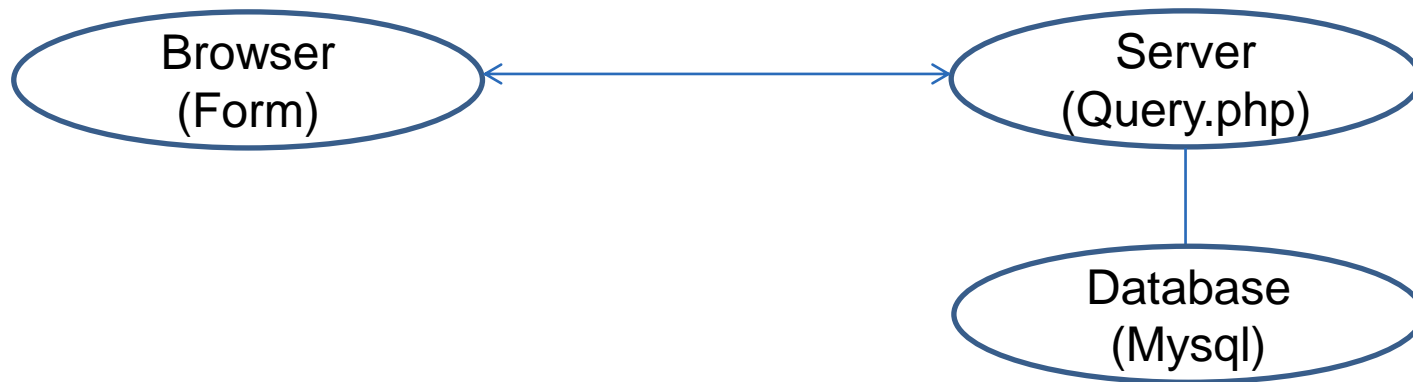 Browser
(Form)
Server
(Query.php)
Database
(Mysql)